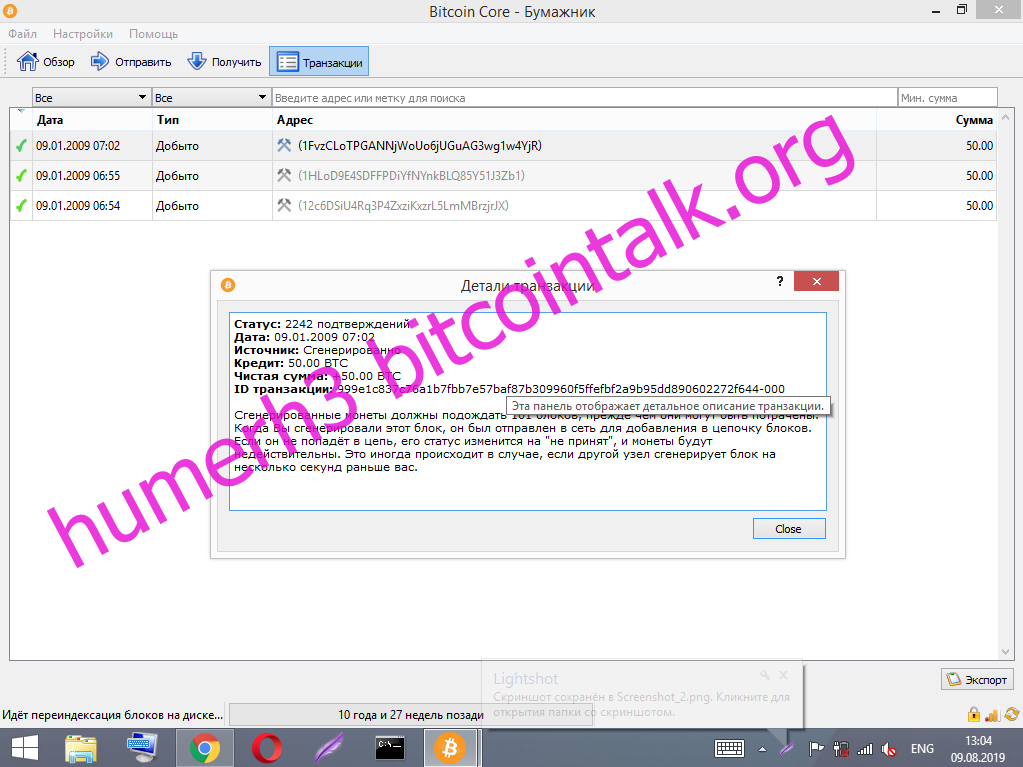 Bitcoin Core - Бумажник
Файл Настройки Помощь
Обзор Отправить Получить Транзакции
Все Все Введите адрес или метку для поиска Мин. сумма
Дата Тип Адрес Сумма
09.01.2009 07:02 Добыто (1FvzCLoTPGANNjWoUo6jUGuAG3wg1w4YjR) 50.00
09.01.2009 06:55 Добыто (1HLoD9E4SDFFPDiYfNYnkBLQ85Y51J3Zb1) 50.00
09.01.2009 06:54 Добыто (12c6DSiU4Rq3P4ZxziKxzrL5LmMBrzjrJX) 50.00
humerh3 bitcointalk.org
Детали транзакции
Статус: 2242 подтверждений
Дата: 09.01.2009 07:02
Источник: Сгенерированно
Кредит: 50.00 BTC
Чистая сумма: +50.00 BTC
ID транзакции: 999e1c837c76a1b7fbb7e57baf87b309960f5ffefbf2a9b95dd890602272f644-000
Эта панель отображает детальное описание транзакции.
Сгенерированные монеты должны подождать 101 блоков, прежде чем они могут быть потрачены.
Когда Вы сгенерировали этот блок, он был отправлен в сеть для добавления в цепочку блоков.
Если он не попадёт в цепь, его статус изменится на "не принят", и монеты будут
недействительны. Это иногда происходит в случае, если другой узел сгенерирует блок на
несколько секунд раньше вас.
Close
Экспорт
Lightshot
Скриншот сохранён в Screenshot_2.png. Кликните для
открытия папки со скриншотом.
Идёт переиндексация блоков на диске... 10 года и 27 недель позади
ENG
13:04
09.08.2019